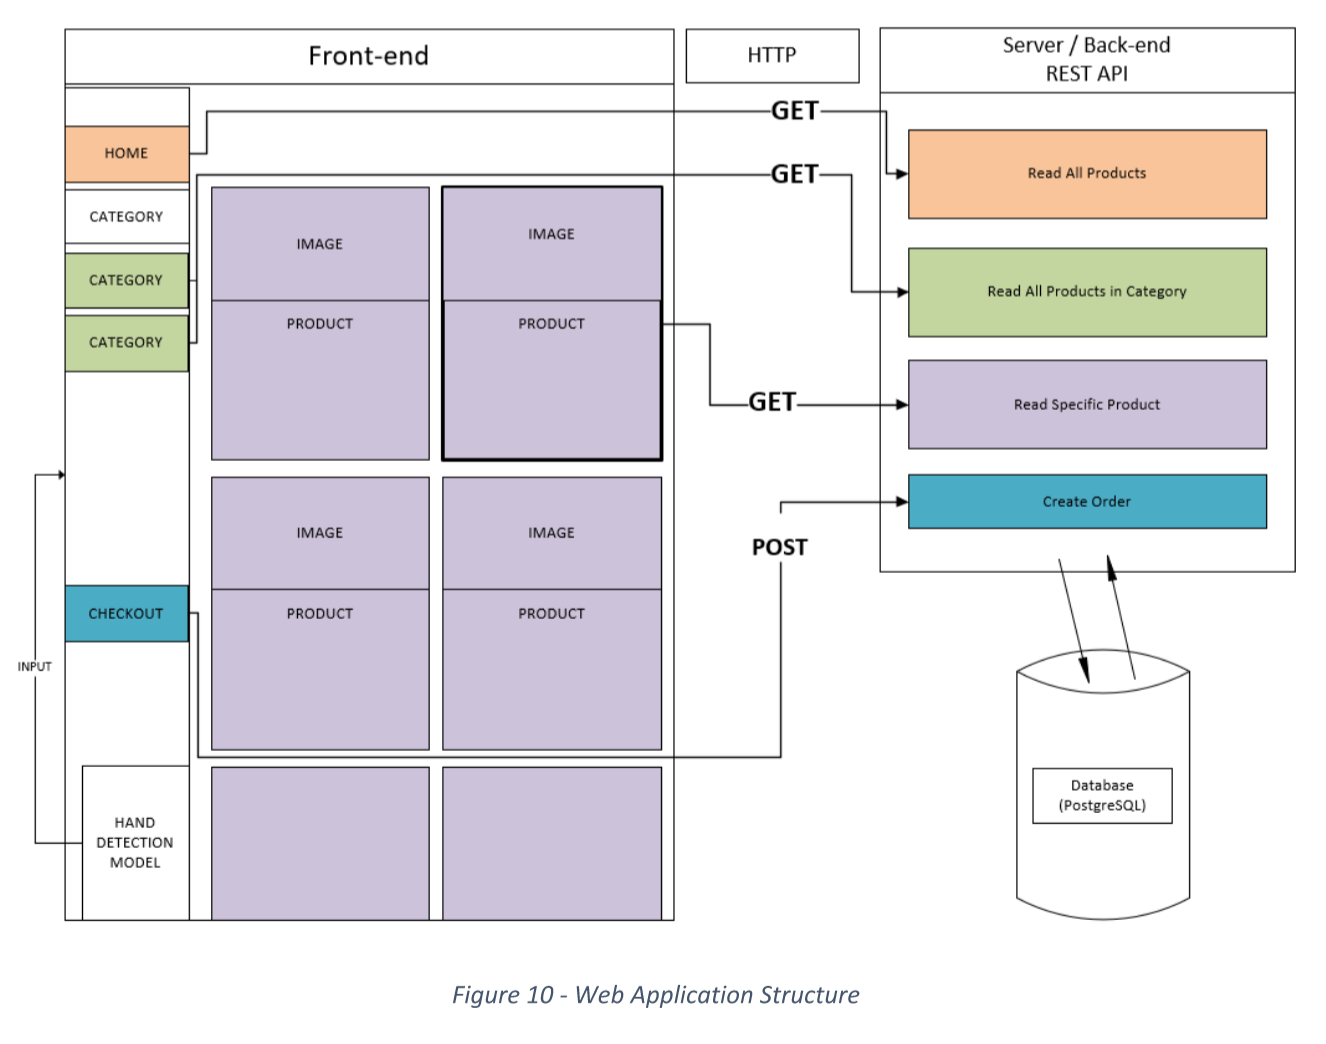 Front-end
HTTP
Server / Back-end
REST API
GET
HOME
Read All Products
GET
CATEGORY
IMAGE
IMAGE
CATEGORY
Read All Products in Category
PRODUCT
PRODUCT
CATEGORY
GET
Read Specific Product
Create Order
IMAGE
IMAGE
POST
CHECKOUT
PRODUCT
PRODUCT
INPUT
Database
(PostgreSQL)
HAND
DETECTION
MODEL
Figure 10 - Web Application Structure